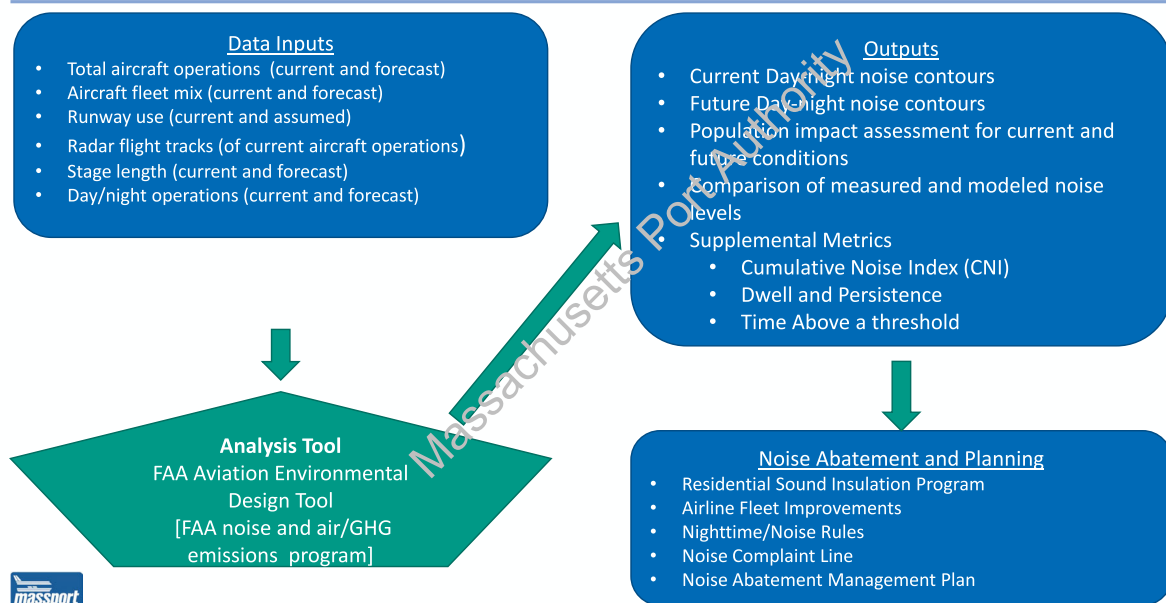 Data Inputs
• Total aircraft operations (current and forecast)
• Aircraft fleet mix (current and forecast)
• Runway use (current and assumed)
• Radar flight tracks (of current aircraft operations)
• Stage length (current and forecast)
• Day/night operations (current and forecast)
Analysis Tool
FAA Aviation Environmental
Design Tool
[FAA noise and air/GHG
emissions program]
Outputs
• Current Day-night noise contours
• Future Day-night noise contours
• Population impact assessment for current and
future conditions
• Comparison of measured and modeled noise
levels
• Supplemental Metrics
• Cumulative Noise Index (CNI)
• Dwell and Persistence
• Time Above a threshold
Noise Abatement and Planning
• Residential Sound Insulation Program
• Airline Fleet Improvements
• Nighttime/Noise Rules
• Noise Complaint Line
• Noise Abatement Management Plan
Massachusetts Port Authority
massport